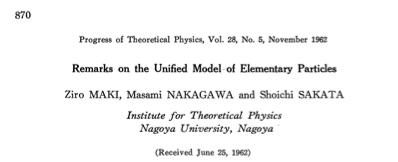 870
Progress of Theoretical Physics, Vol. 28, No. 5, November 1962
Remarks on the Unified Model of Elementary Particles
Ziro MAKI, Masami NAKAGAWA and Shoichi SAKATA
Institute for Theoretical Physics
Nagoya University, Nagoya
(Received June 25, 1962)